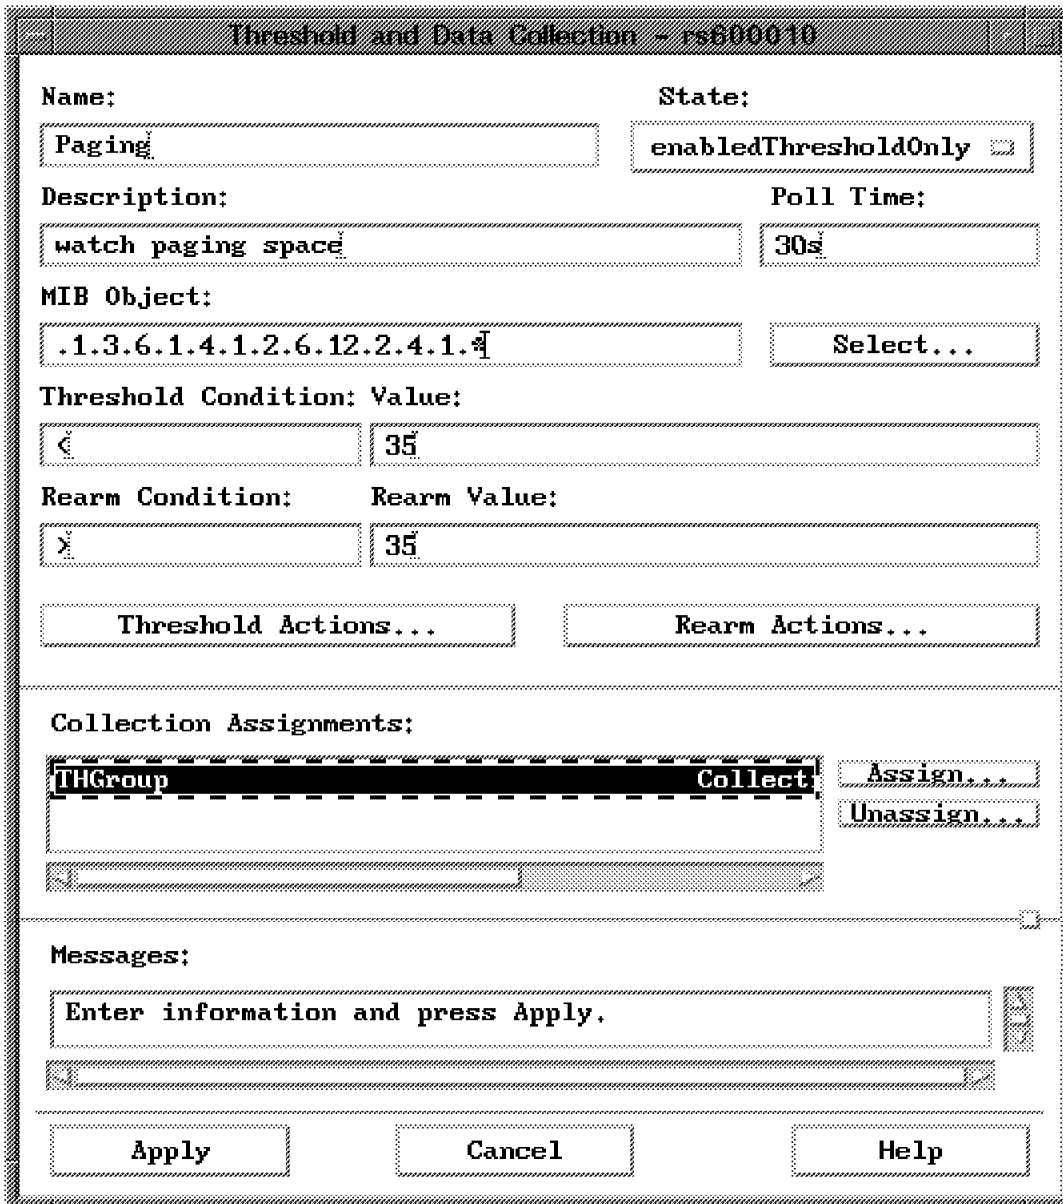 Threshold and Data Collection - rs600010
Name: State:
Paging enabledThresholdOnly
Description: Poll Time:
watch paging space 30s
MIB Object:
.1.3.6.1.4.1.2.6.12.2.4.1.* Select...
Threshold Condition: Value:
< 35
Rearm Condition: Rearm Value:
> 35
Threshold Actions... Rearm Actions...
Collection Assignments:
THGroup Collect
Assign...
Unassign...
Messages:
Enter information and press Apply.
Apply Cancel Help